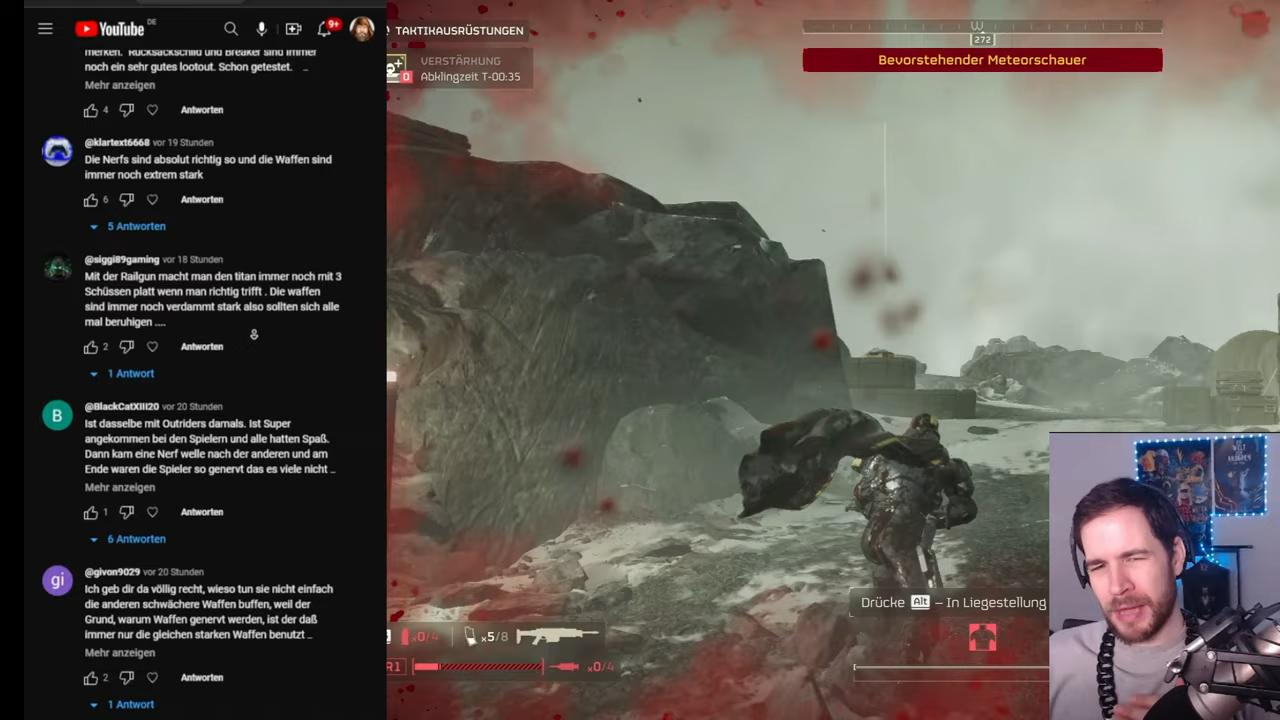 YouTube DE
9+
merken. Rucksackschild und Breaker sind immer
noch ein sehr gutes lootout. Schon getestet. ...
Mehr anzeigen
4 Antworten
@klartext6668 vor 19 Stunden
Die Nerfs sind absolut richtig so und die Waffen sind
immer noch extrem stark
6 Antworten
5 Antworten
@siggi89gaming vor 18 Stunden
Mit der Railgun macht man den titan immer noch mit 3
Schüssen platt wenn man richtig trifft . Die waffen
sind immer noch verdammt stark also sollten sich alle
mal beruhigen ....
2 Antworten
1 Antwort
B
@BlackCatXIII20 vor 20 Stunden
Ist dasselbe mit Outriders damals. Ist Super
angekommen bei den Spielern und alle hatten Spaß.
Dann kam eine Nerf welle nach der anderen und am
Ende waren die Spieler so genervt das es viele nicht ...
Mehr anzeigen
1 Antworten
6 Antworten
gi
@givon9029 vor 20 Stunden
Ich geb dir da völlig recht, wieso tun sie nicht einfach
die anderen schwächere Waffen buffen, weil der
Grund, warum Waffen genervt werden, ist der daß
immer nur die gleichen starken Waffen benutzt ...
Mehr anzeigen
2 Antworten
1 Antwort
TAKTIKAUSRÜSTUNGEN
VERSTÄRKUNG
Abklingzeit T-00:35
W N
272
Bevorstehender Meteorschauer
Drücke Alt – In Liegestellung
x0/4 x5/8
R1 x0/4